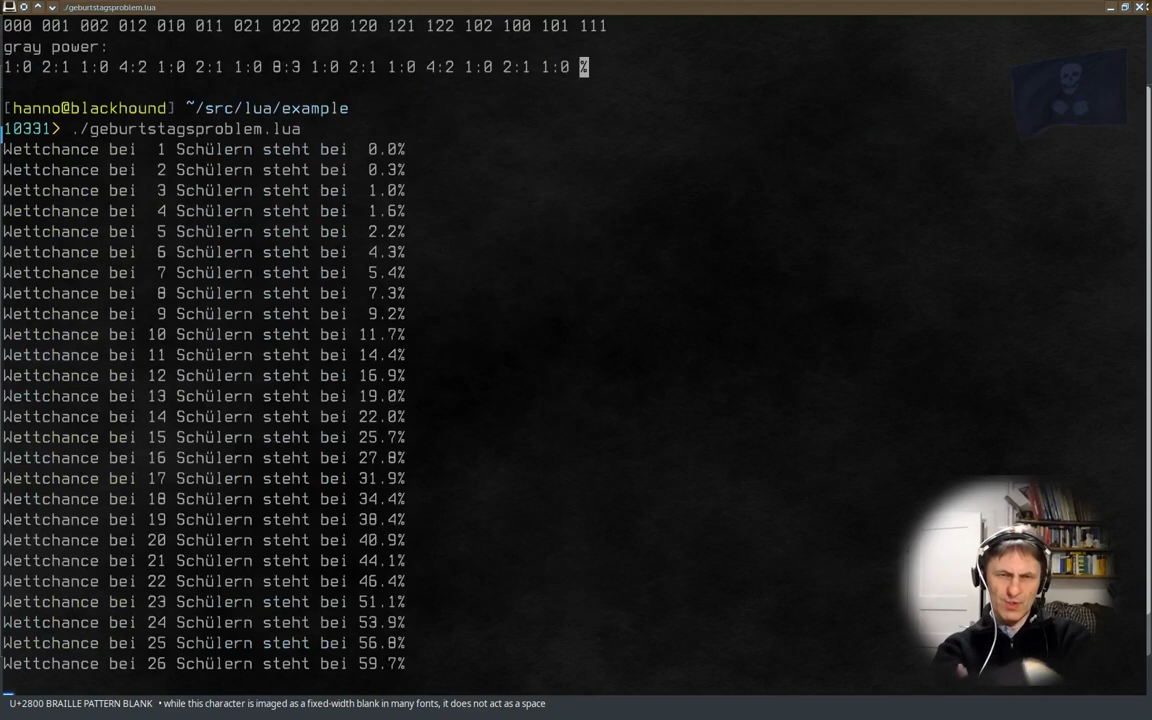 ./geburtstagsproblem.lua
000 001 002 012 010 011 021 022 020 120 121 122 102 100 101 111
gray power:
1:0 2:1 1:0 4:2 1:0 2:1 1:0 8:3 1:0 2:1 1:0 4:2 1:0 2:1 1:0 %
[hanno@blackhound] ~/src/lua/example
10331> ./geburtstagsproblem.lua
Wettchance bei 1 Schülern steht bei 0.0%
Wettchance bei 2 Schülern steht bei 0.3%
Wettchance bei 3 Schülern steht bei 1.0%
Wettchance bei 4 Schülern steht bei 1.6%
Wettchance bei 5 Schülern steht bei 2.2%
Wettchance bei 6 Schülern steht bei 4.3%
Wettchance bei 7 Schülern steht bei 5.4%
Wettchance bei 8 Schülern steht bei 7.3%
Wettchance bei 9 Schülern steht bei 9.2%
Wettchance bei 10 Schülern steht bei 11.7%
Wettchance bei 11 Schülern steht bei 14.4%
Wettchance bei 12 Schülern steht bei 16.9%
Wettchance bei 13 Schülern steht bei 19.0%
Wettchance bei 14 Schülern steht bei 22.0%
Wettchance bei 15 Schülern steht bei 25.7%
Wettchance bei 16 Schülern steht bei 27.8%
Wettchance bei 17 Schülern steht bei 31.9%
Wettchance bei 18 Schülern steht bei 34.4%
Wettchance bei 19 Schülern steht bei 38.4%
Wettchance bei 20 Schülern steht bei 40.9%
Wettchance bei 21 Schülern steht bei 44.1%
Wettchance bei 22 Schülern steht bei 46.4%
Wettchance bei 23 Schülern steht bei 51.1%
Wettchance bei 24 Schülern steht bei 53.9%
Wettchance bei 25 Schülern steht bei 56.8%
Wettchance bei 26 Schülern steht bei 59.7%
U+2800 BRAILLE PATTERN BLANK • while this character is imaged as a fixed-width blank in many fonts, it does not act as a space